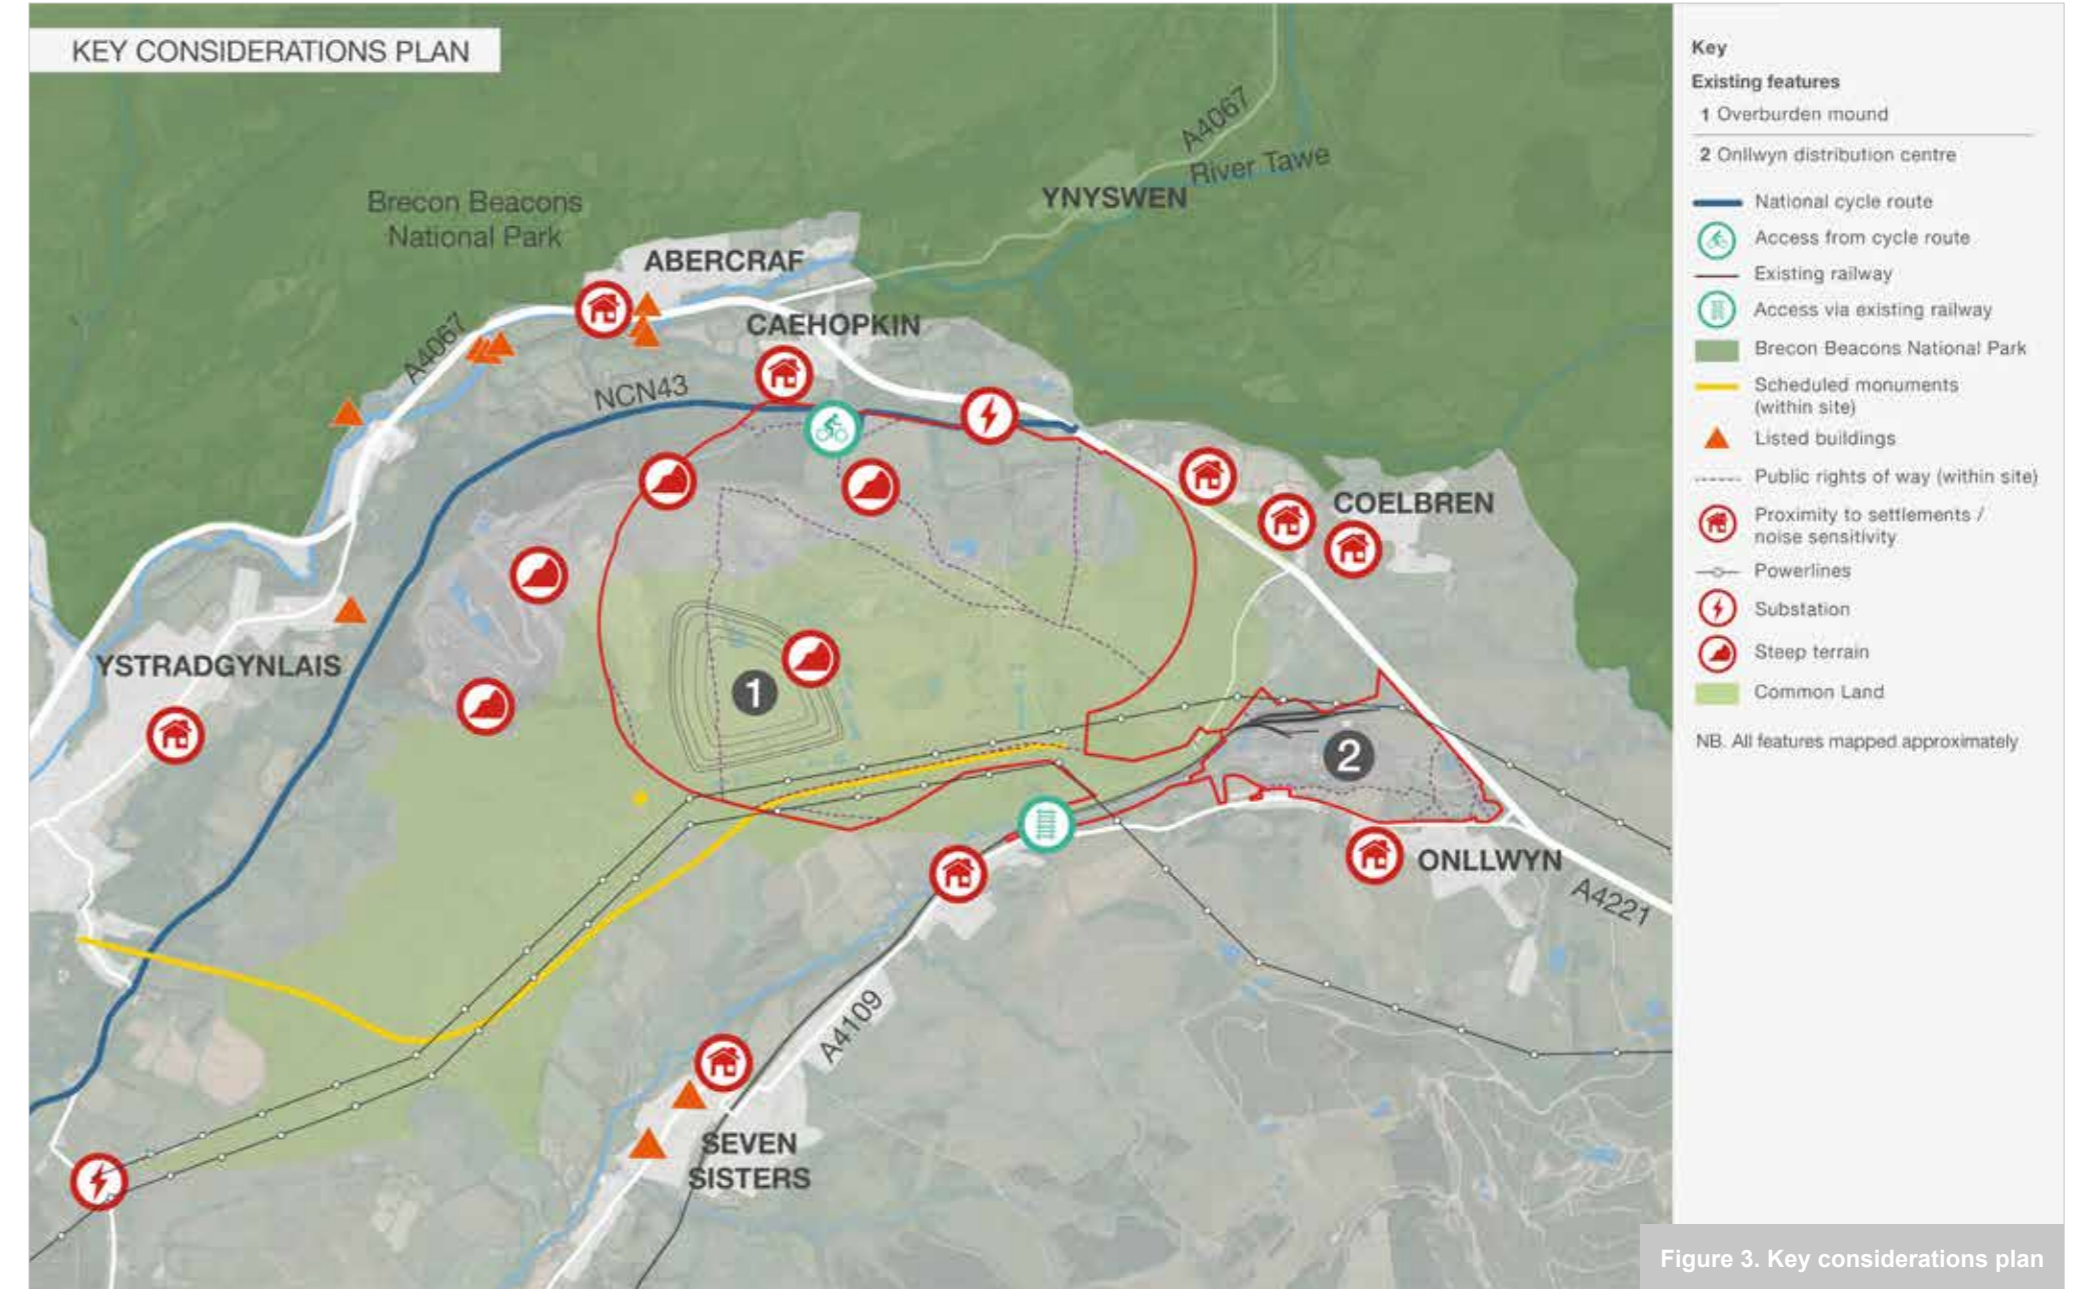 KEY CONSIDERATIONS PLAN
A4067
River Tawe
YNYSWEN
Brecon Beacons
National Park
ABERCRAF
CAEHOPKIN
A4067
NCN43
COELBREN
YSTRADGYNLAIS
1
2
ONLLWYN
A4221
A4109
SEVEN
SISTERS
Key
Existing features
1 Overburden mound
2 Onllwyn distribution centre
National cycle route
Access from cycle route
Existing railway
Access via existing railway
Brecon Beacons National Park
Scheduled monuments
(within site)
Listed buildings
Public rights of way (within site)
Proximity to settlements /
noise sensitivity
Powerlines
Substation
Steep terrain
Common Land
NB. All features mapped approximately
Figure 3. Key considerations plan